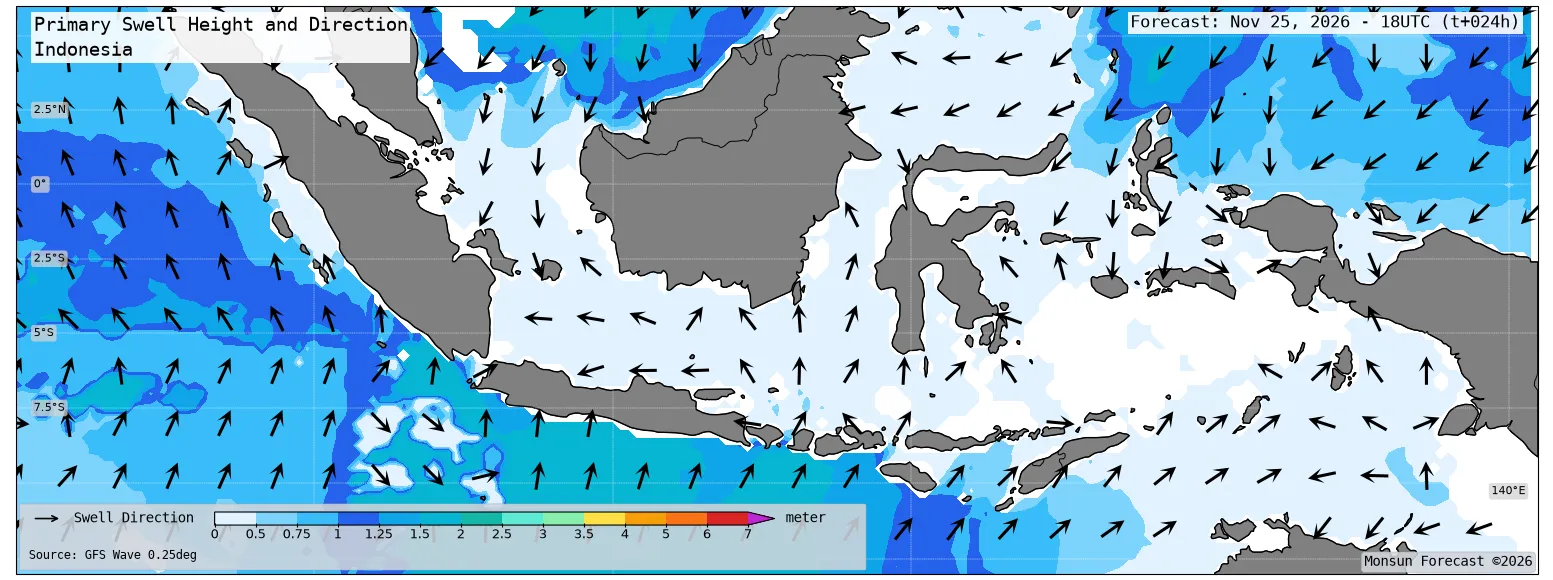 Primary Swell Height and Direction
Indonesia
Forecast: Nov 25, 2026 - 18UTC (t+024h)
2.5°N
0°
2.5°S
5°S
7.5°S
140°E
Swell Direction
meter
0 0.5 0.75 1 1.25 1.5 2 2.5 3 3.5 4 5 6 7
Source: GFS Wave 0.25deg
Monsun Forecast ©2026